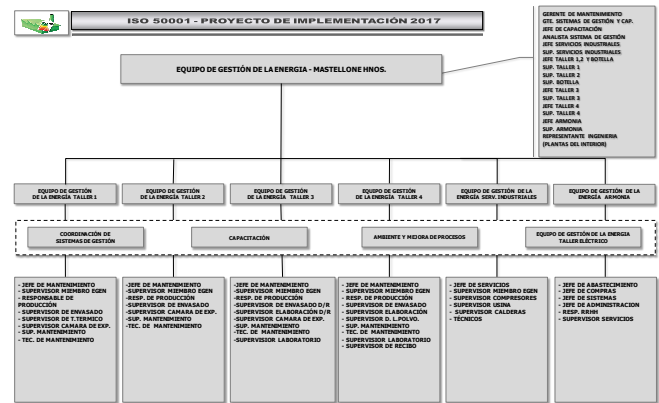 ISO 50001 - PROYECTO DE IMPLEMENTACIÓN 2017
GERENTE DE MANTENIMIENTO
GTE. SISTEMAS DE GESTIÓN Y CAP.
JEFE DE CAPACITACIÓN
ANALISTA SISTEMA DE GESTIÓN
JEFE SERVICIOS INDUSTRIALES
SUP. SERVICIOS INDUSTRIALES
JEFE TALLER 1,2 Y BOTELLA
SUP. TALLER 1
SUP. TALLER 2
SUP. BOTELLA
JEFE TALLER 3
SUP. TALLER 3
JEFE TALLER 4
SUP. TALLER 4
JEFE ARMONIA
SUP. ARMONIA
REPRESENTANTE INGENIERIA
(PLANTAS DEL INTERIOR)
EQUIPO DE GESTIÓN DE LA ENERGIA - MASTELLONE HNOS.
EQUIPO DE GESTIÓN
DE LA ENERGÍA TALLER 1
EQUIPO DE GESTIÓN
DE LA ENERGÍA TALLER 2
EQUIPO DE GESTIÓN
DE LA ENERGÍA TALLER 3
EQUIPO DE GESTIÓN
DE LA ENERGÍA TALLER 4
EQUIPO DE GESTIÓN DE LA
ENERGÍA SERV. INDUSTRIALES
EQUIPO DE GESTIÓN DE LA
ENERGÍA ARMONIA
COORDINACIÓN DE
SISTEMAS DE GESTIÓN
CAPACITACIÓN
AMBIENTE Y MEJORA DE PROCESOS
EQUIPO DE GESTIÓN DE LA ENERGIA
TALLER ELÉCTRICO
- JEFE DE MANTENIMIENTO
- SUPERVISOR MIEMBRO EGEN
- RESPONSABLE DE
PRODUCCIÓN
- SUPERVISOR DE ENVASADO
- SUPERVISOR DE T.TERMICO
- SUPERVISOR CAMARA DE EXP.
- SUP. MANTENIMIENTO
- TEC. DE MANTENIMIENTO
-JEFE DE MANTENIMIENTO
-SUPERVISOR MIEMBRO EGEN
-RESP. DE PRODUCCIÓN
-SUPERVISOR DE ENVASADO
-SUPERVISOR CAMARA DE EXP.
-SUP. MANTENIMIENTO
-TEC. DE MANTENIMIENTO
-JEFE DE MANTENIMIENTO
-SUPERVISOR MIEMBRO EGEN
-RESP. DE PRODUCCIÓN
-SUPERVISOR DE ENVASADO D/R
-SUPERVISOR ELABORACIÓN D/R
-SUPERVISOR CAMARA DE EXP.
-SUP. MANTENIMIENTO
-TEC. DE MANTENIMIENTO
-SUPERVISIOR LABORATORIO
- JEFE DE MANTENIMIENTO
- SUPERVISOR MIEMBRO EGEN
- RESP. DE PRODUCCIÓN
- SUPERVISOR DE ENVASADO
- SUPERVISOR ELABORACIÓN
- SUPERVISOR D. L.POLVO.
- SUP. MANTENIMIENTO
- TEC. DE MANTENIMIENTO
- SUPERVISIOR LABORATORIO
- SUPERVISOR DE RECIBO
- JEFE DE SERVICIOS
- SUPERVISOR MIEMBRO EGEN
- SUPERVISOR COMPRESORES
- SUPERVISOR USINA
- SUPERVISOR CALDERAS
- TÉCNICOS
- JEFE DE ABASTECIMIENTO
- JEFE DE COMPRAS
- JEFE DE SISTEMAS
- JEFE DE ADMINISTRACION
- RESP. RRHH
- SUPERVISOR SERVICIOS